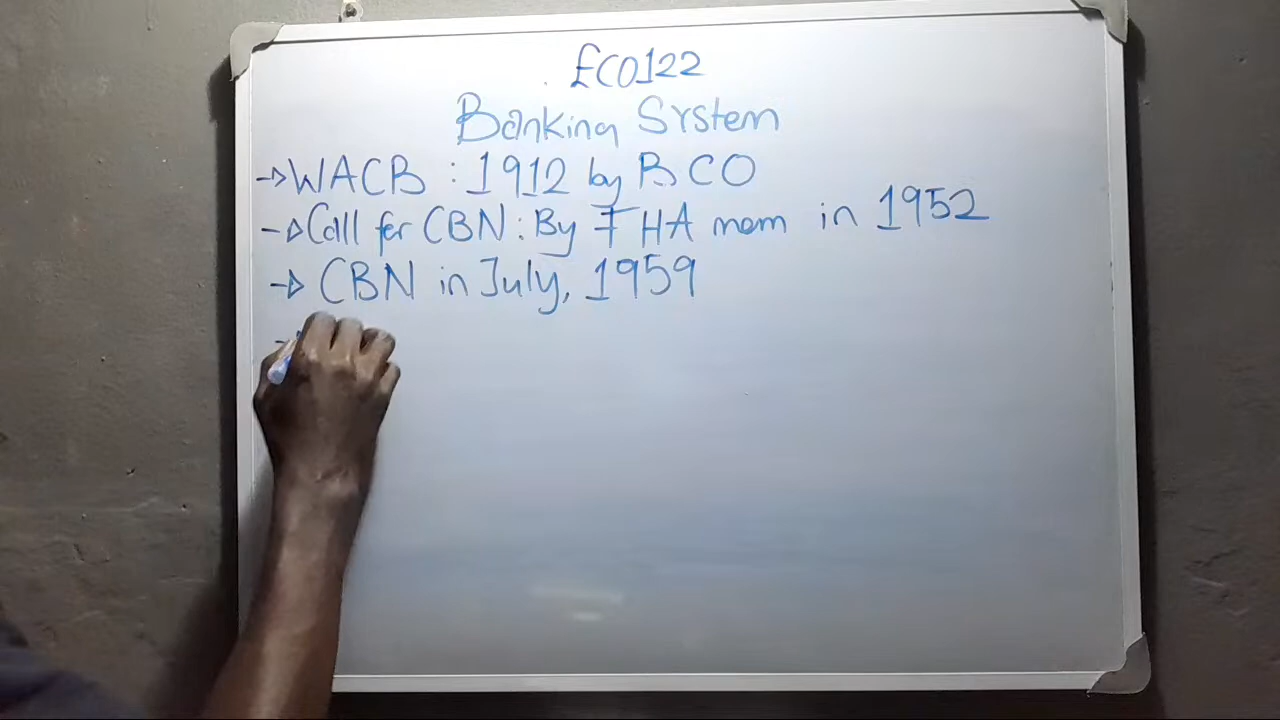 ECO122
Banking System
→WACB : 1912 by BCO
→Call for CBN: By FHA mem in 1952
→ CBN in July, 1959